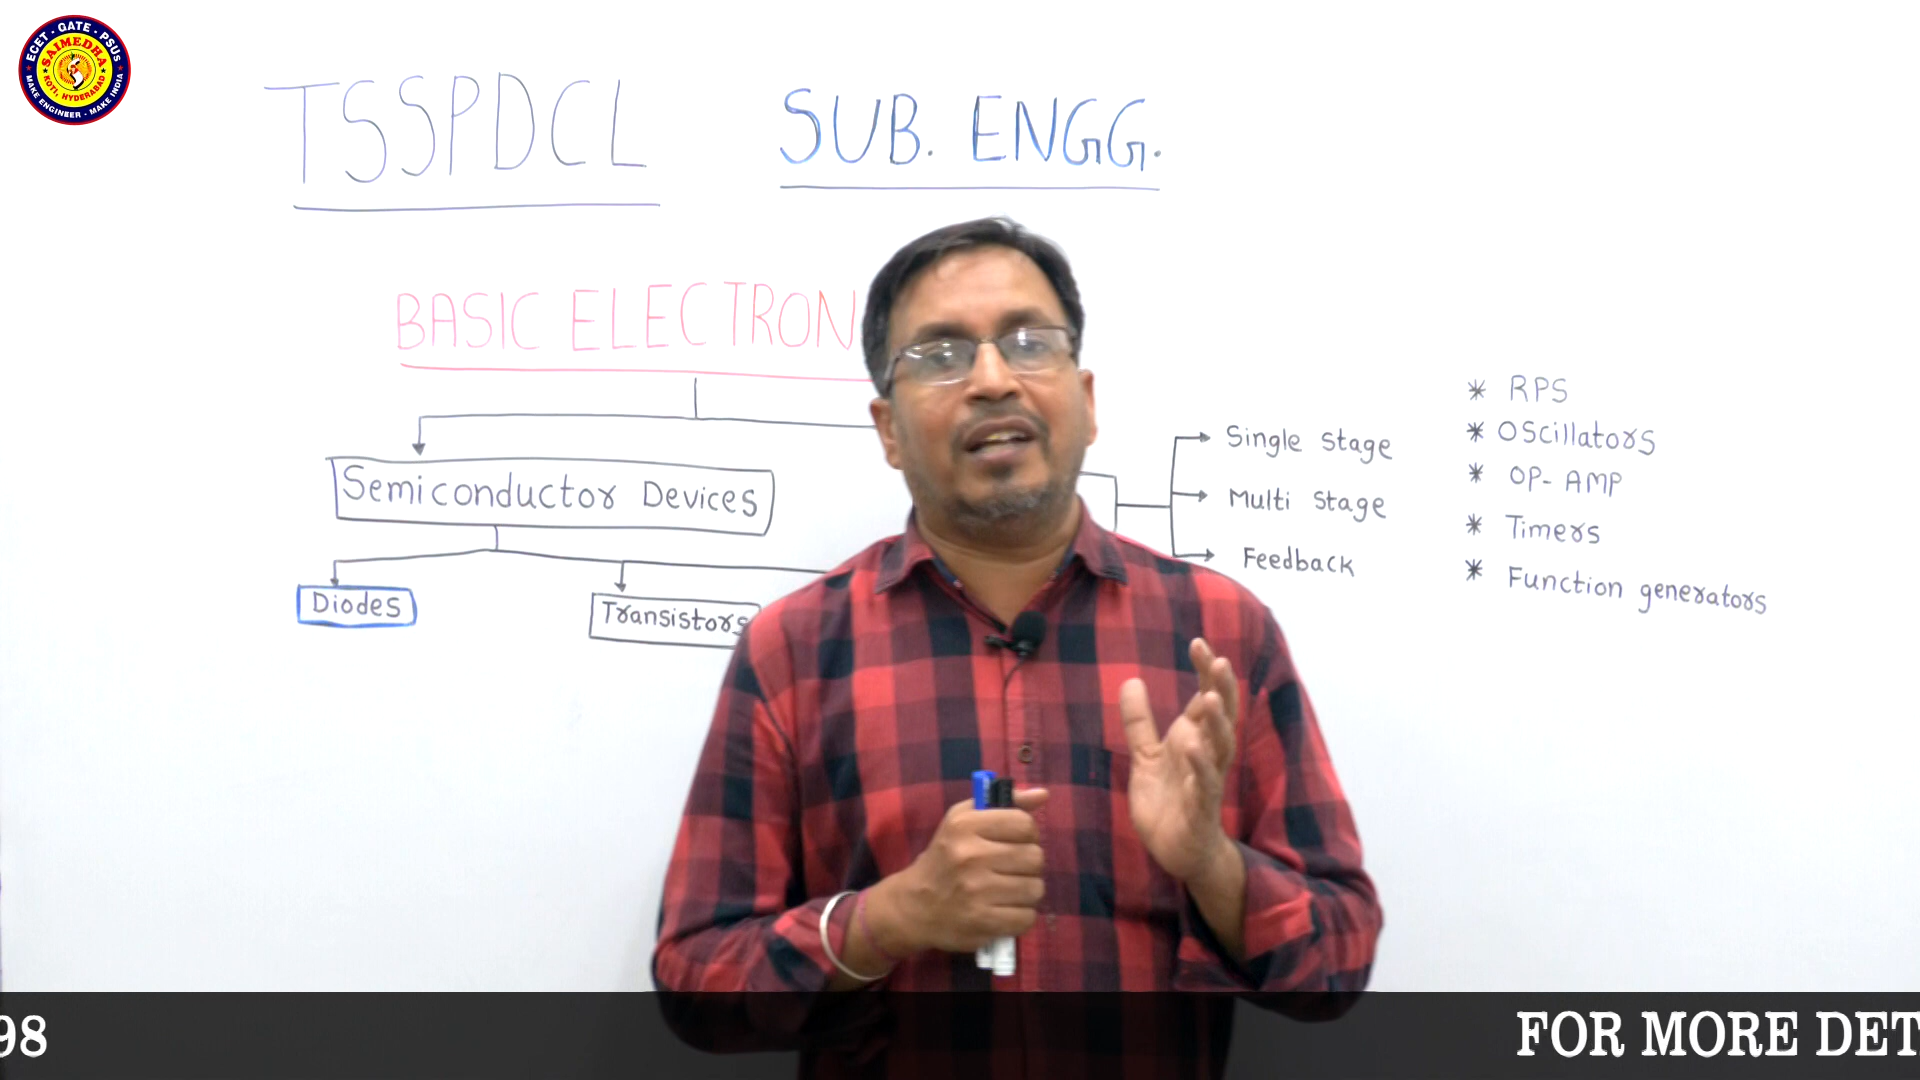 ECET - GATE - PSUS
SAIMEDHA
KOTI, HYDERABAD
MAKE ENGINEER - MAKE INDIA
TSSPDCL SUB. ENGG.
BASIC ELECTRON
Semiconductor Devices
Diodes
Transistors
Single stage
Multi stage
Feedback
* RPS
* Oscillators
* OP-AMP
* Timers
* Function generators
98
FOR MORE DET